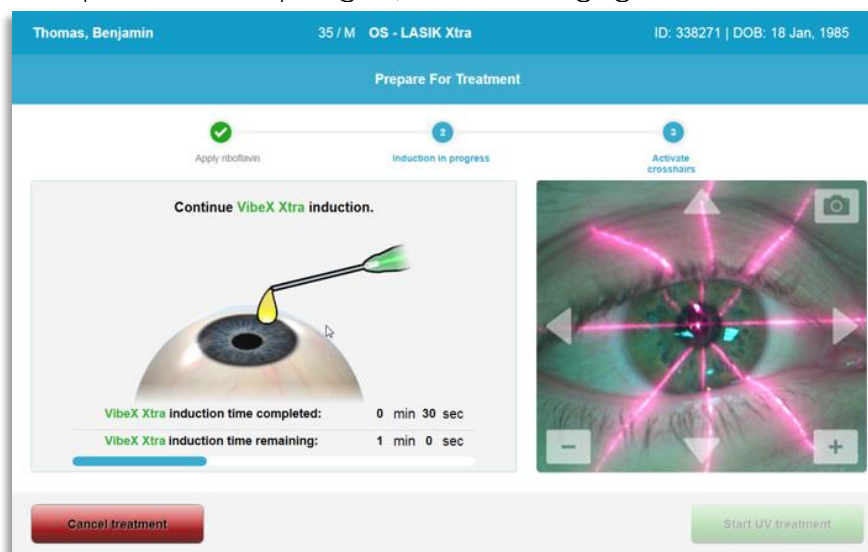 Thomas, Benjamin 35 / M OS - LASIK Xtra ID: 338271 | DOB: 18 Jan, 1985
Prepare For Treatment
2 3
Apply riboflavin Induction in progress Activate
crosshairs
Continue VibeX Xtra induction.
VibeX Xtra induction time completed: 0 min 30 sec
VibeX Xtra induction time remaining: 1 min 0 sec
− +
Cancel treatment Start UV treatment